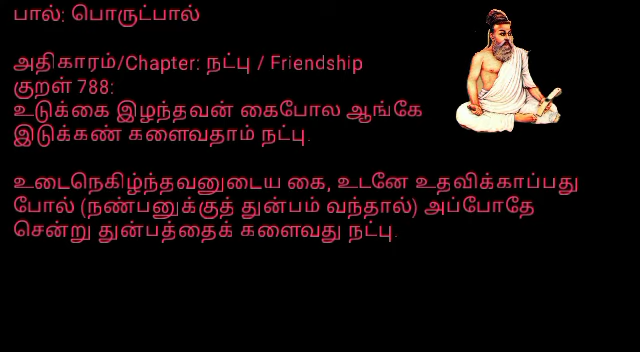 பால்: பொருட்பால்
அதிகாரம்/Chapter: நட்பு / Friendship
குறள் 788:
உடுக்கை இழந்தவன் கைபோல ஆங்கே
இடுக்கண் களைவதாம் நட்பு.
உடைநெகிழ்ந்தவனுடைய கை, உடனே உதவிக்காப்பது
போல் (நண்பனுக்குத் துன்பம் வந்தால்) அப்போதே
சென்று துன்பத்தைக் களைவது நட்பு.